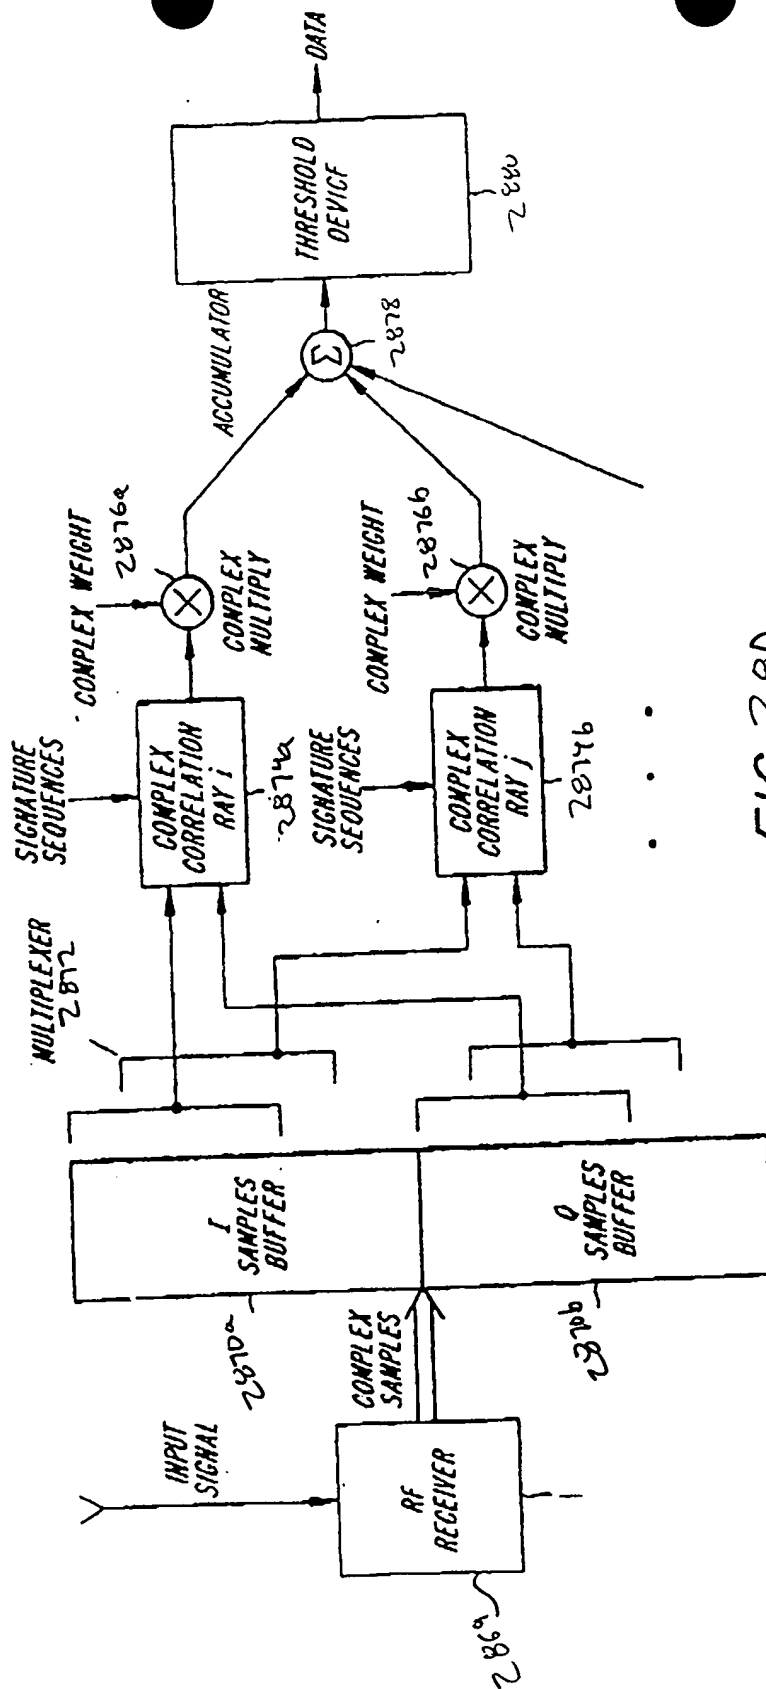 INPUT
SIGNAL
RF
RECEIVER
2869
COMPLEX
SAMPLES
I
SAMPLES
BUFFER
2870a
Q
SAMPLES
BUFFER
2870b
MULTIPLEXER
2872
SIGNATURE
SEQUENCES
COMPLEX
CORRELATION
RAY i
2874a
SIGNATURE
SEQUENCES
COMPLEX
CORRELATION
RAY j
2874b
COMPLEX WEIGHT
2876a
COMPLEX
MULTIPLY
COMPLEX WEIGHT
2876b
COMPLEX
MULTIPLY
ACCUMULATOR
Σ
2878
THRESHOLD
DEVICE
2880
DATA